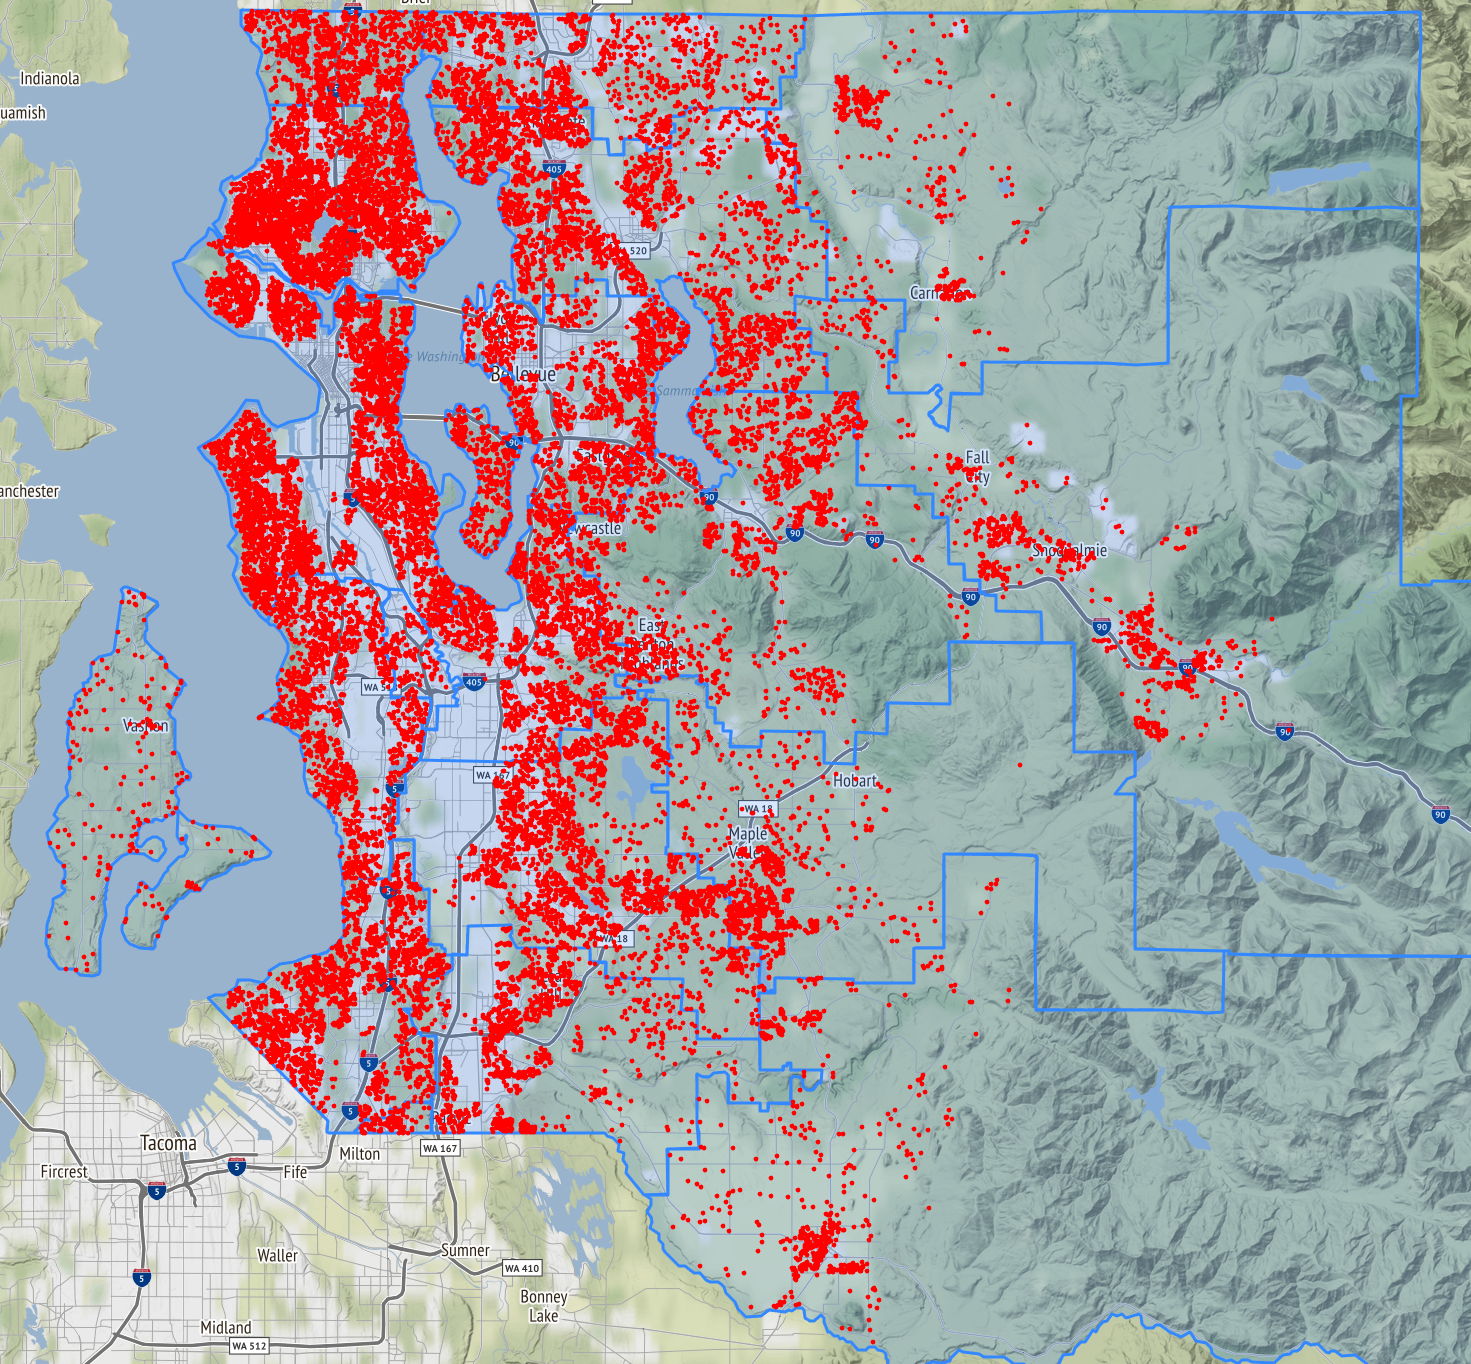 5
Indianola
5
405
WA 520
Carnation
Bellevue
90
Fall
City
90
anchester
5
90
90
Newcastle
Snoqualmie
90
90
East
Renton
Highlands
405
90
Vashon
90
WA 167
5
Hobart
WA 18
90
Maple
Valley
5
WA 18
5
5
5
Tacoma
WA 167
Milton
Fircrest
5
Fife
5
Waller
Sumner
WA 410
5
Bonney
Lake
Midland
WA 512